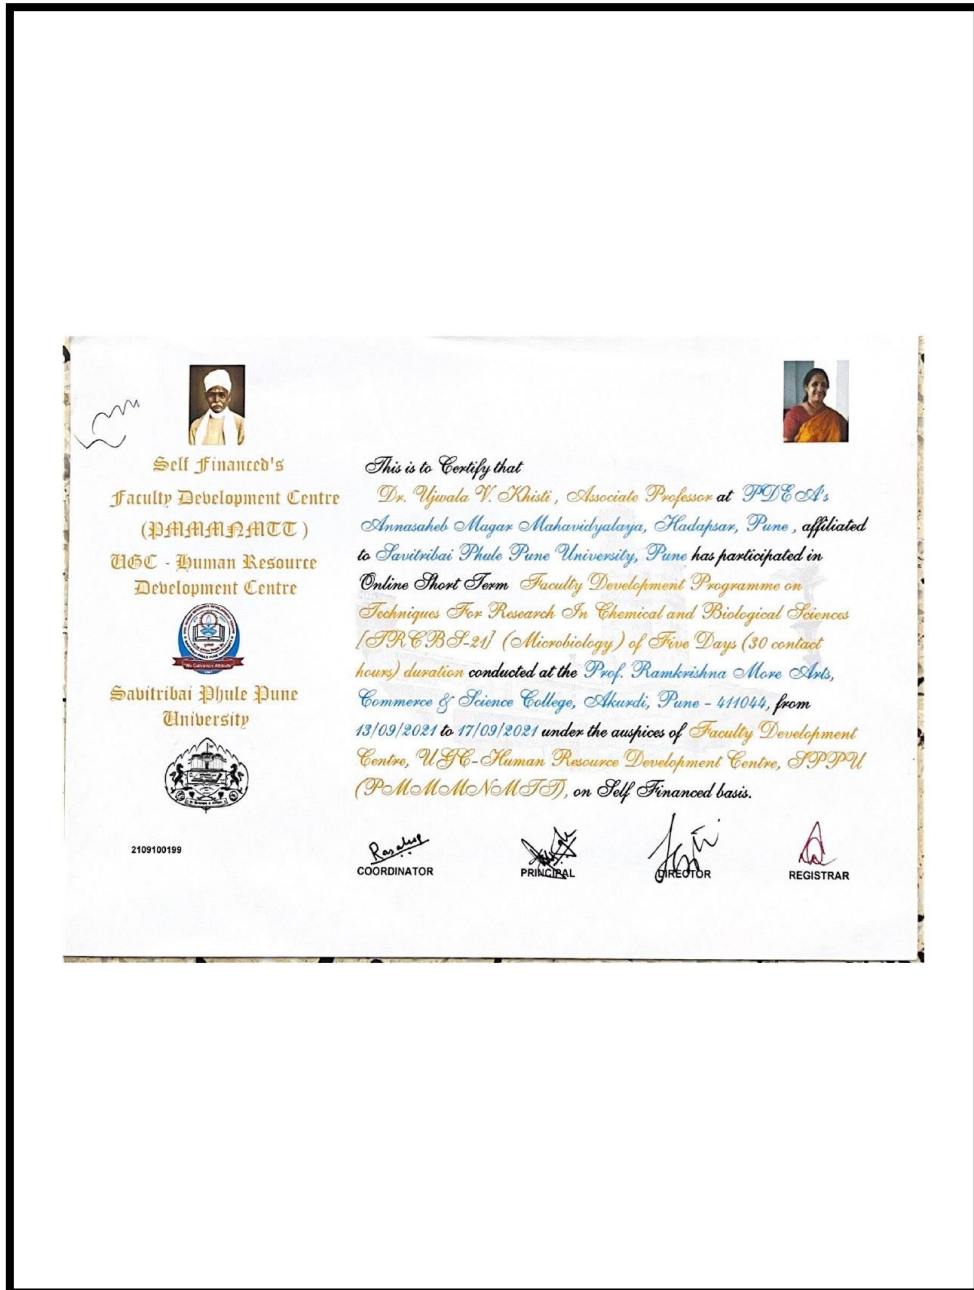 Self Financed's
Faculty Development Centre
(PMMMNMTT)
UGC - Human Resource
Development Centre
Savitribai Phule Pune
University
2109100199
This is to Certify that
Dr. Ujwala V. Khisti, Associate Professor at PDEA's
Annasaheb Magar Mahavidyalaya, Hadapsar, Pune, affiliated
to Savitribai Phule Pune University, Pune has participated in
Online Short Term Faculty Development Programme on
Techniques For Research In Chemical and Biological Sciences
[TRCBS-21] (Microbiology) of Five Days (30 contact
hours) duration conducted at the Prof. Ramkrishna More Arts,
Commerce & Science College, Akurdi, Pune - 411044, from
13/09/2021 to 17/09/2021 under the auspices of Faculty Development
Centre, UGC-Human Resource Development Centre, SPPU
(PMMMNMTT), on Self Financed basis.
COORDINATOR
PRINCIPAL
DIRECTOR
REGISTRAR